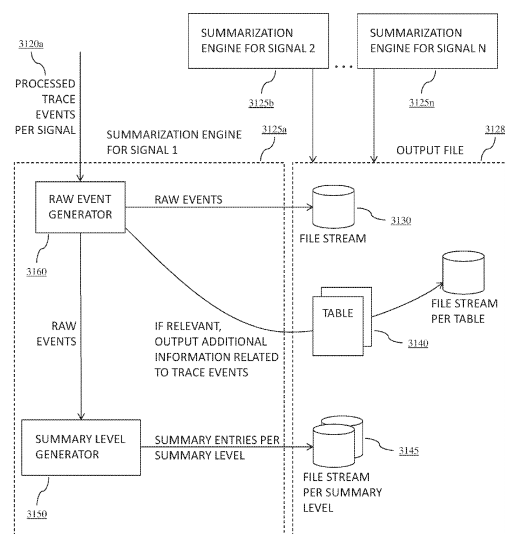 SUMMARIZATION
ENGINE FOR SIGNAL 2
...
SUMMARIZATION
ENGINE FOR SIGNAL N
3120a
3125b
3125n
PROCESSED
TRACE
EVENTS
PER SIGNAL
SUMMARIZATION ENGINE
FOR SIGNAL 1
3125a
OUTPUT FILE
3128
RAW EVENT
GENERATOR
RAW EVENTS
3160
3130
FILE STREAM
RAW
EVENTS
IF RELEVANT,
OUTPUT ADDITIONAL
INFORMATION RELATED
TO TRACE EVENTS
TABLE
3140
FILE STREAM
PER TABLE
SUMMARY LEVEL
GENERATOR
SUMMARY ENTRIES PER
SUMMARY LEVEL
3150
3145
FILE STREAM
PER SUMMARY
LEVEL